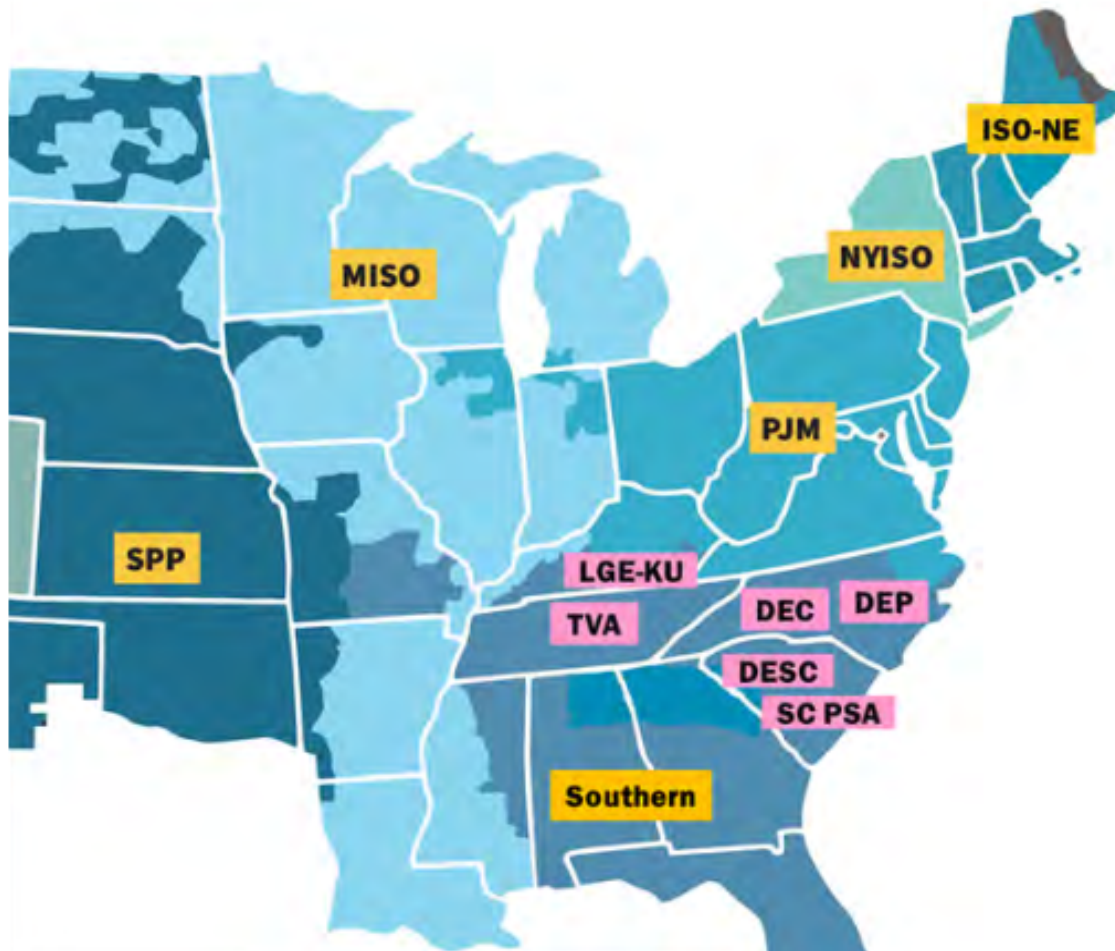 ISO-NE
NYISO
MISO
PJM
SPP
LGE-KU
TVA
DEC
DEP
DESC
SC PSA
Southern